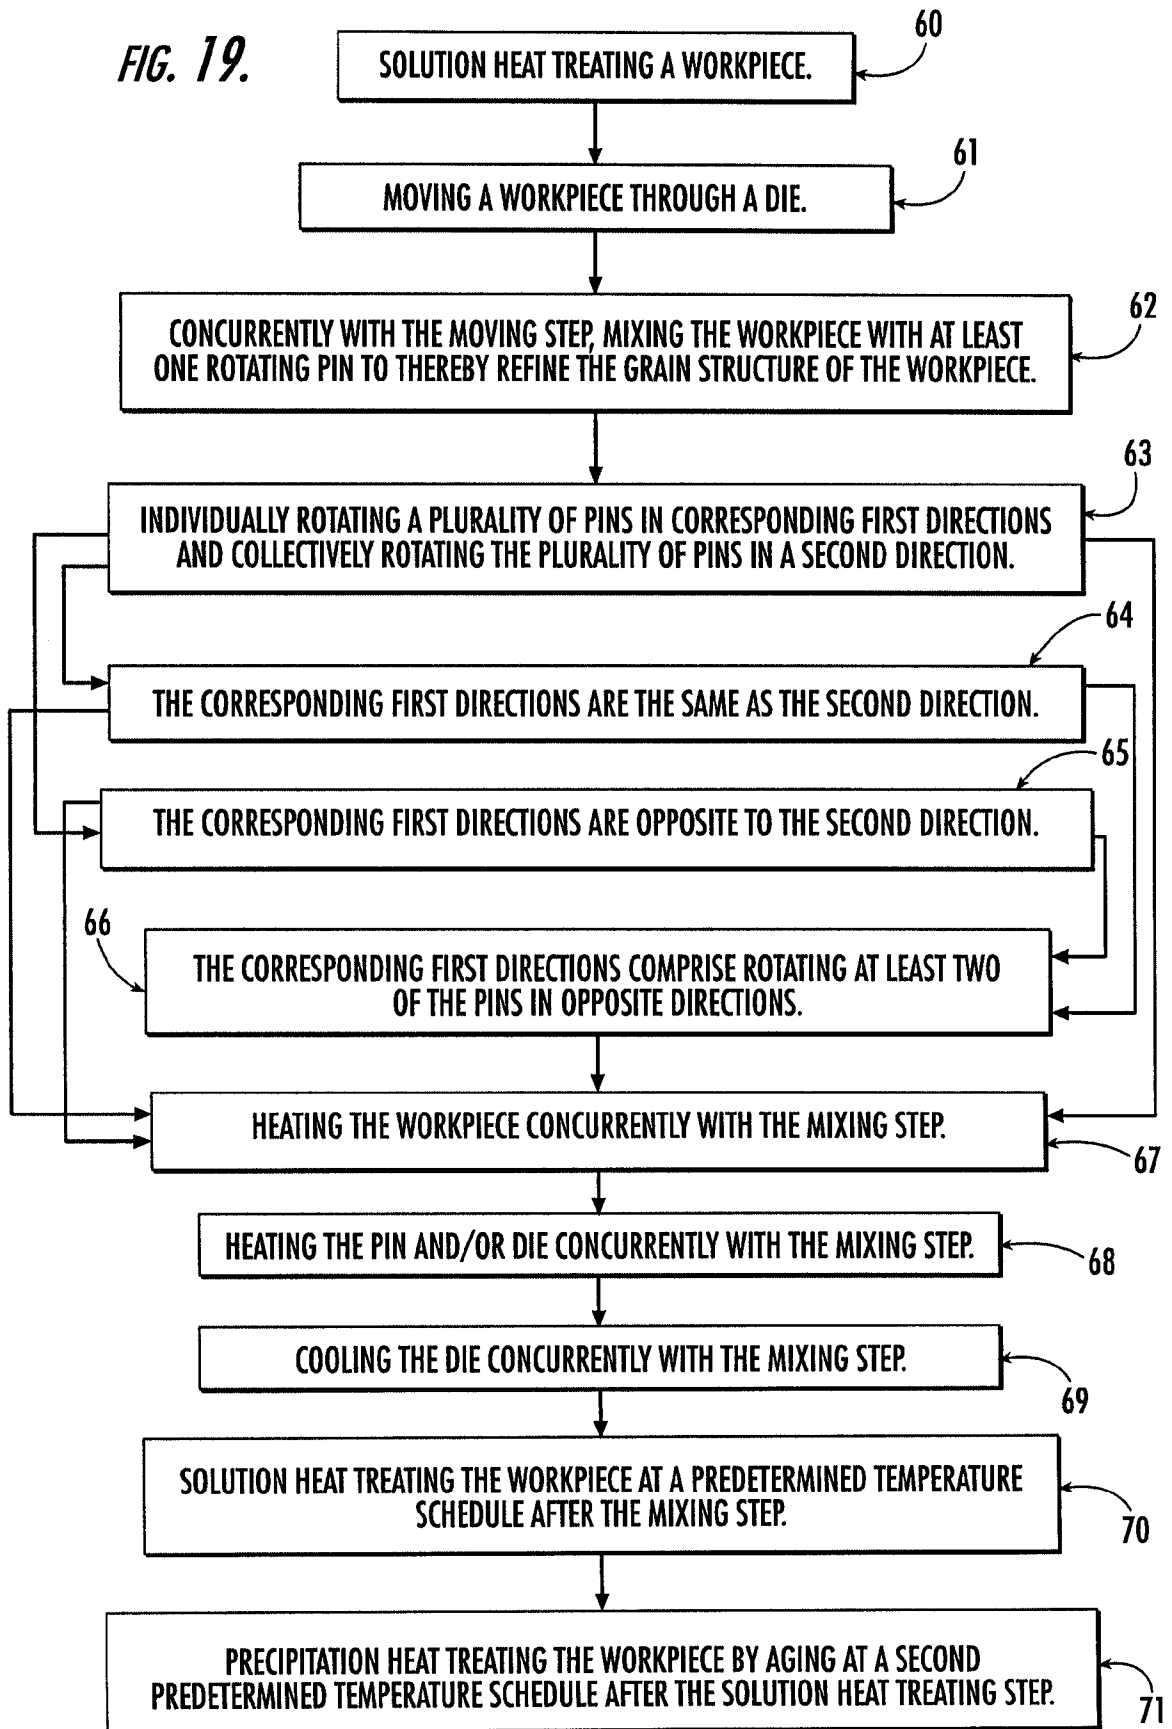 FIG. 19.
60
SOLUTION HEAT TREATING A WORKPIECE.
61
MOVING A WORKPIECE THROUGH A DIE.
62
CONCURRENTLY WITH THE MOVING STEP, MIXING THE WORKPIECE WITH AT LEAST
ONE ROTATING PIN TO THEREBY REFINE THE GRAIN STRUCTURE OF THE WORKPIECE.
63
INDIVIDUALLY ROTATING A PLURALITY OF PINS IN CORRESPONDING FIRST DIRECTIONS
AND COLLECTIVELY ROTATING THE PLURALITY OF PINS IN A SECOND DIRECTION.
64
THE CORRESPONDING FIRST DIRECTIONS ARE THE SAME AS THE SECOND DIRECTION.
65
THE CORRESPONDING FIRST DIRECTIONS ARE OPPOSITE TO THE SECOND DIRECTION.
66
THE CORRESPONDING FIRST DIRECTIONS COMPRISE ROTATING AT LEAST TWO
OF THE PINS IN OPPOSITE DIRECTIONS.
HEATING THE WORKPIECE CONCURRENTLY WITH THE MIXING STEP.
67
HEATING THE PIN AND/OR DIE CONCURRENTLY WITH THE MIXING STEP.
68
COOLING THE DIE CONCURRENTLY WITH THE MIXING STEP.
69
SOLUTION HEAT TREATING THE WORKPIECE AT A PREDETERMINED TEMPERATURE
SCHEDULE AFTER THE MIXING STEP.
70
PRECIPITATION HEAT TREATING THE WORKPIECE BY AGING AT A SECOND
PREDETERMINED TEMPERATURE SCHEDULE AFTER THE SOLUTION HEAT TREATING STEP.
71